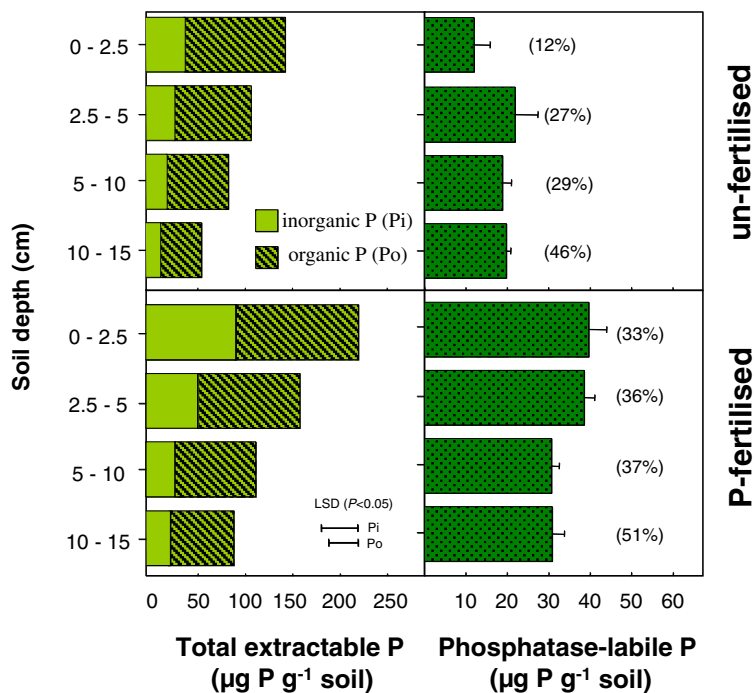 0 - 2.5
(12%)
2.5 - 5
(27%)
5 - 10
(29%)
10 - 15
(46%)
inorganic P (Pi)
organic P (Po)
un-fertilised
Soil depth (cm)
0 - 2.5
(33%)
2.5 - 5
(36%)
5 - 10
(37%)
10 - 15
(51%)
LSD (P<0.05)
Pi
Po
P-fertilised
0 50 100 150 200 250
10 20 30 40 50 60
Total extractable P
(µg P g-1 soil)
Phosphatase-labile P
(µg P g-1 soil)